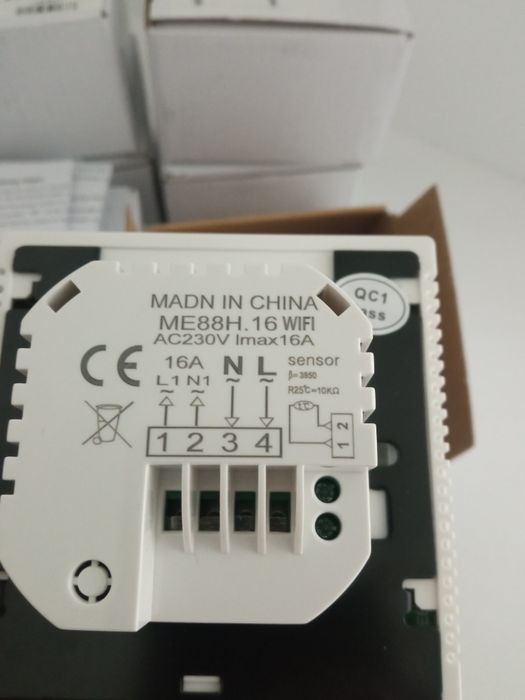 QC1
MADN IN CHINA
ME88H.16 WIFI
AC230V Imax16A
CE
16A N L sensor
L1 N1 β=3950
R25℃=10KΩ
~ ~ ~ ~
1 2 3 4
1 2